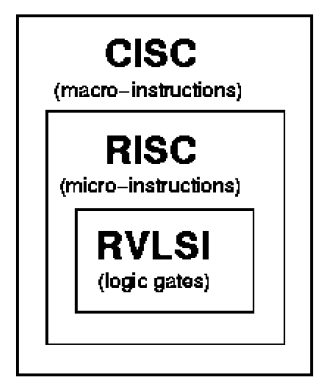 CISC
(macro-instructions)
RISC
(micro-instructions)
RVLSI
(logic gates)